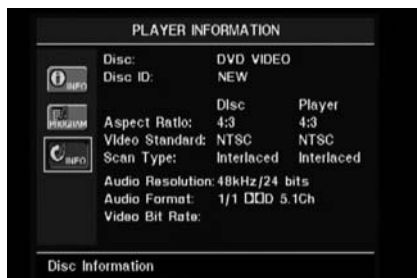 PLAYER INFORMATION
Disc: DVD VIDEO
Disc ID: NEW
Disc Player
Aspect Ratio: 4:3 4:3
Video Standard: NTSC NTSC
Scan Type: Interlaced Interlaced
Audio Resolution: 48kHz/24 bits
Audio Format: 1/1 D 5.1Ch
Video Bit Rate:
INFO
PROGRAM
INFO
Disc Information